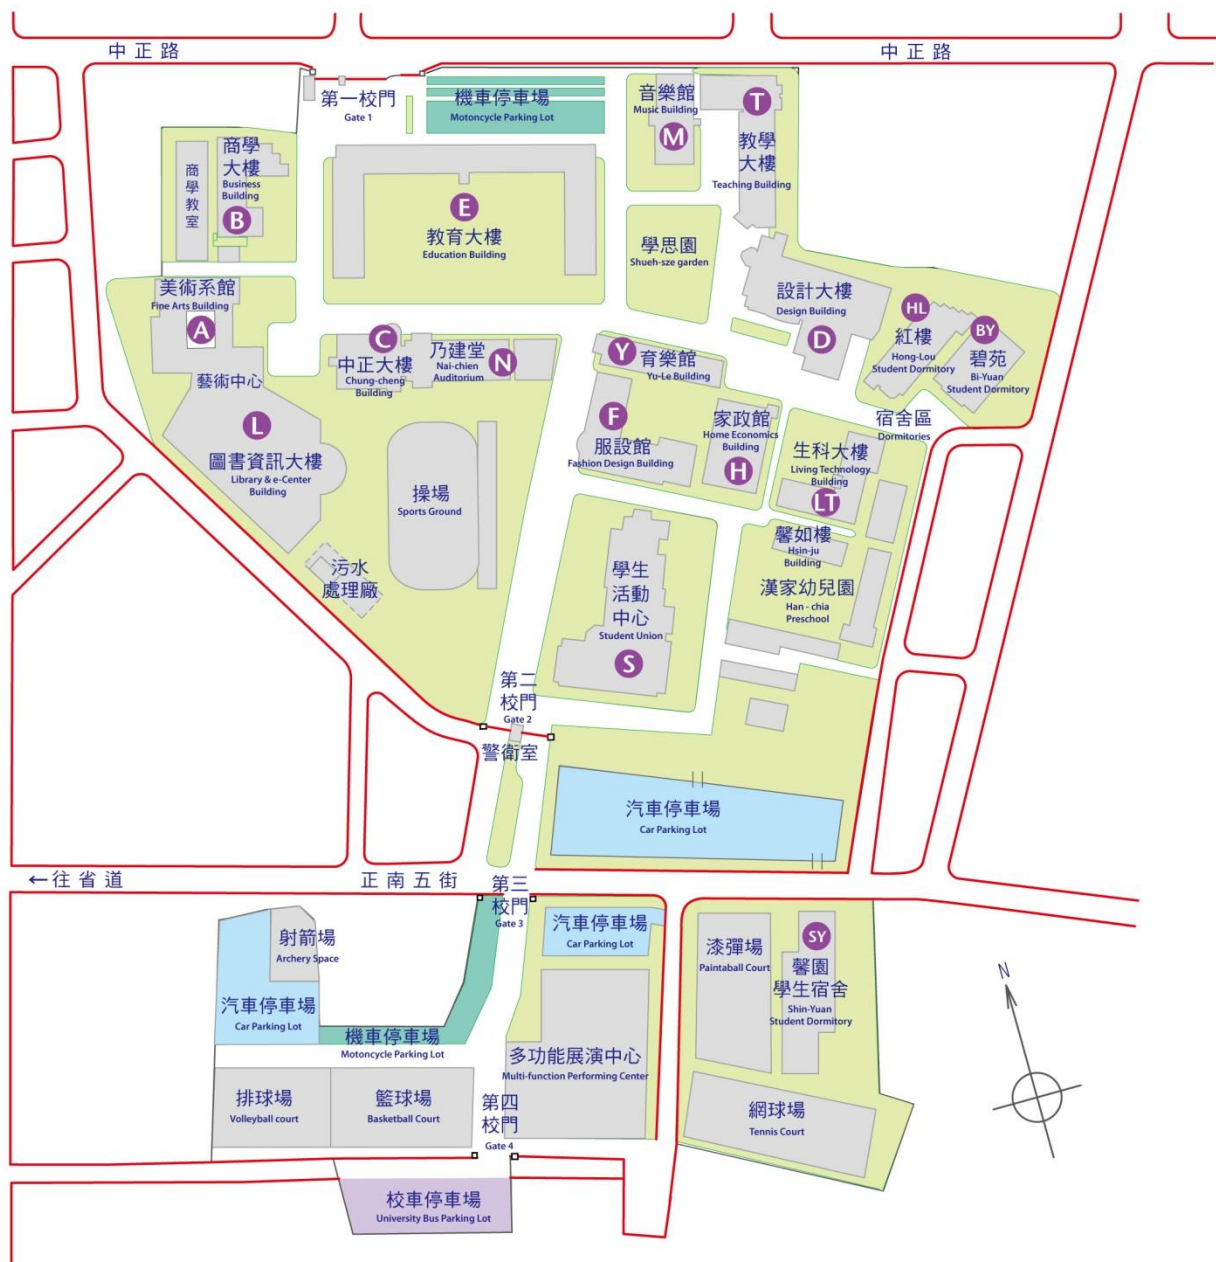 中正路
中正路
第一校門
Gate 1
機車停車場
Motoncycle Parking Lot
音樂館
Music Building
M
T
教學
大樓
Teaching Building
商學
大樓
Business
Building
B
商學教室
E
教育大樓
Education Building
學思園
Shueh-sze garden
美術系館
Fine Arts Building
A
藝術中心
C
中正大樓
Chung-cheng
Building
乃建堂
Nai-chien
Auditorium
N
Y
育樂館
Yu-Le Building
設計大樓
Design Building
D
HL
紅樓
Hong-Lou
Student Dormitory
BY
碧苑
Bi-Yuan
Student Dormitory
宿舍區
Dormitories
L
圖書資訊大樓
Library & e-Center
Building
操場
Sports Ground
F
服設館
Fashion Design Building
家政館
Home Economics
Building
H
生科大樓
Living Technology
Building
LT
馨如樓
Hsin-ju
Building
漢家幼兒園
Han - chia
Preschool
污水
處理廠
學生
活動
中心
Student Union
S
第二
校門
Gate 2
警衛室
汽車停車場
Car Parking Lot
←往省道
正南五街
第三
校門
Gate 3
射箭場
Archery Space
汽車停車場
Car Parking Lot
機車停車場
Motoncycle Parking Lot
汽車停車場
Car Parking Lot
多功能展演中心
Multi-function Performing Center
漆彈場
Paintaball Court
SY
馨園
學生宿舍
Shin-Yuan
Student Dormitory
N
排球場
Volleyball court
籃球場
Basketball Court
第四
校門
Gate 4
網球場
Tennis Court
校車停車場
University Bus Parking Lot